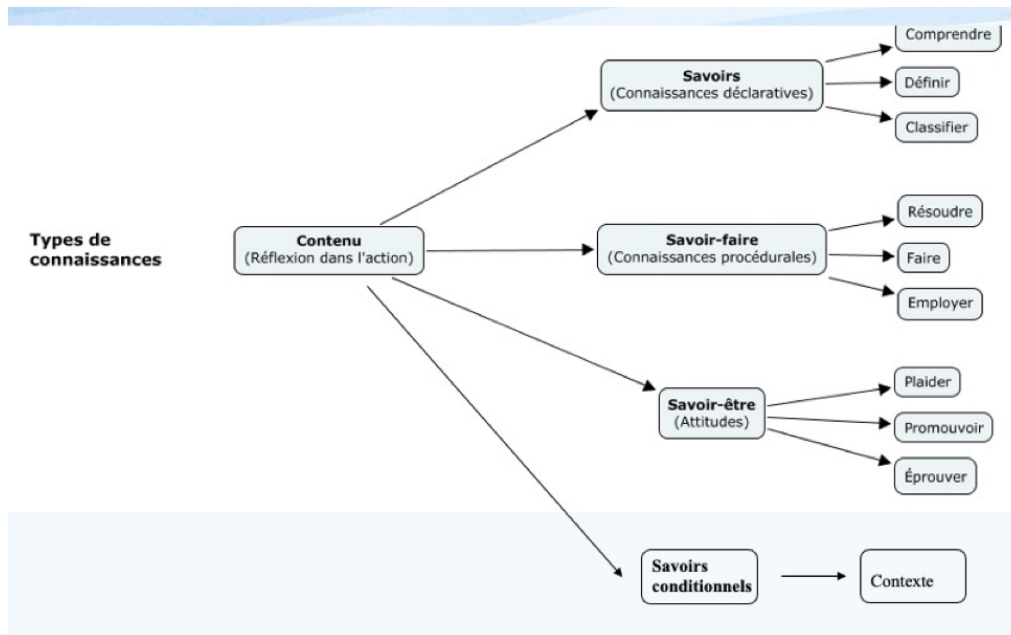 Types de
connaissances
Contenu
(Réflexion dans l'action)
Savoirs
(Connaissances déclaratives)
Comprendre
Définir
Classifier
Savoir-faire
(Connaissances procédurales)
Résoudre
Faire
Employer
Savoir-être
(Attitudes)
Plaider
Promouvoir
Éprouver
Savoirs
conditionnels
Contexte